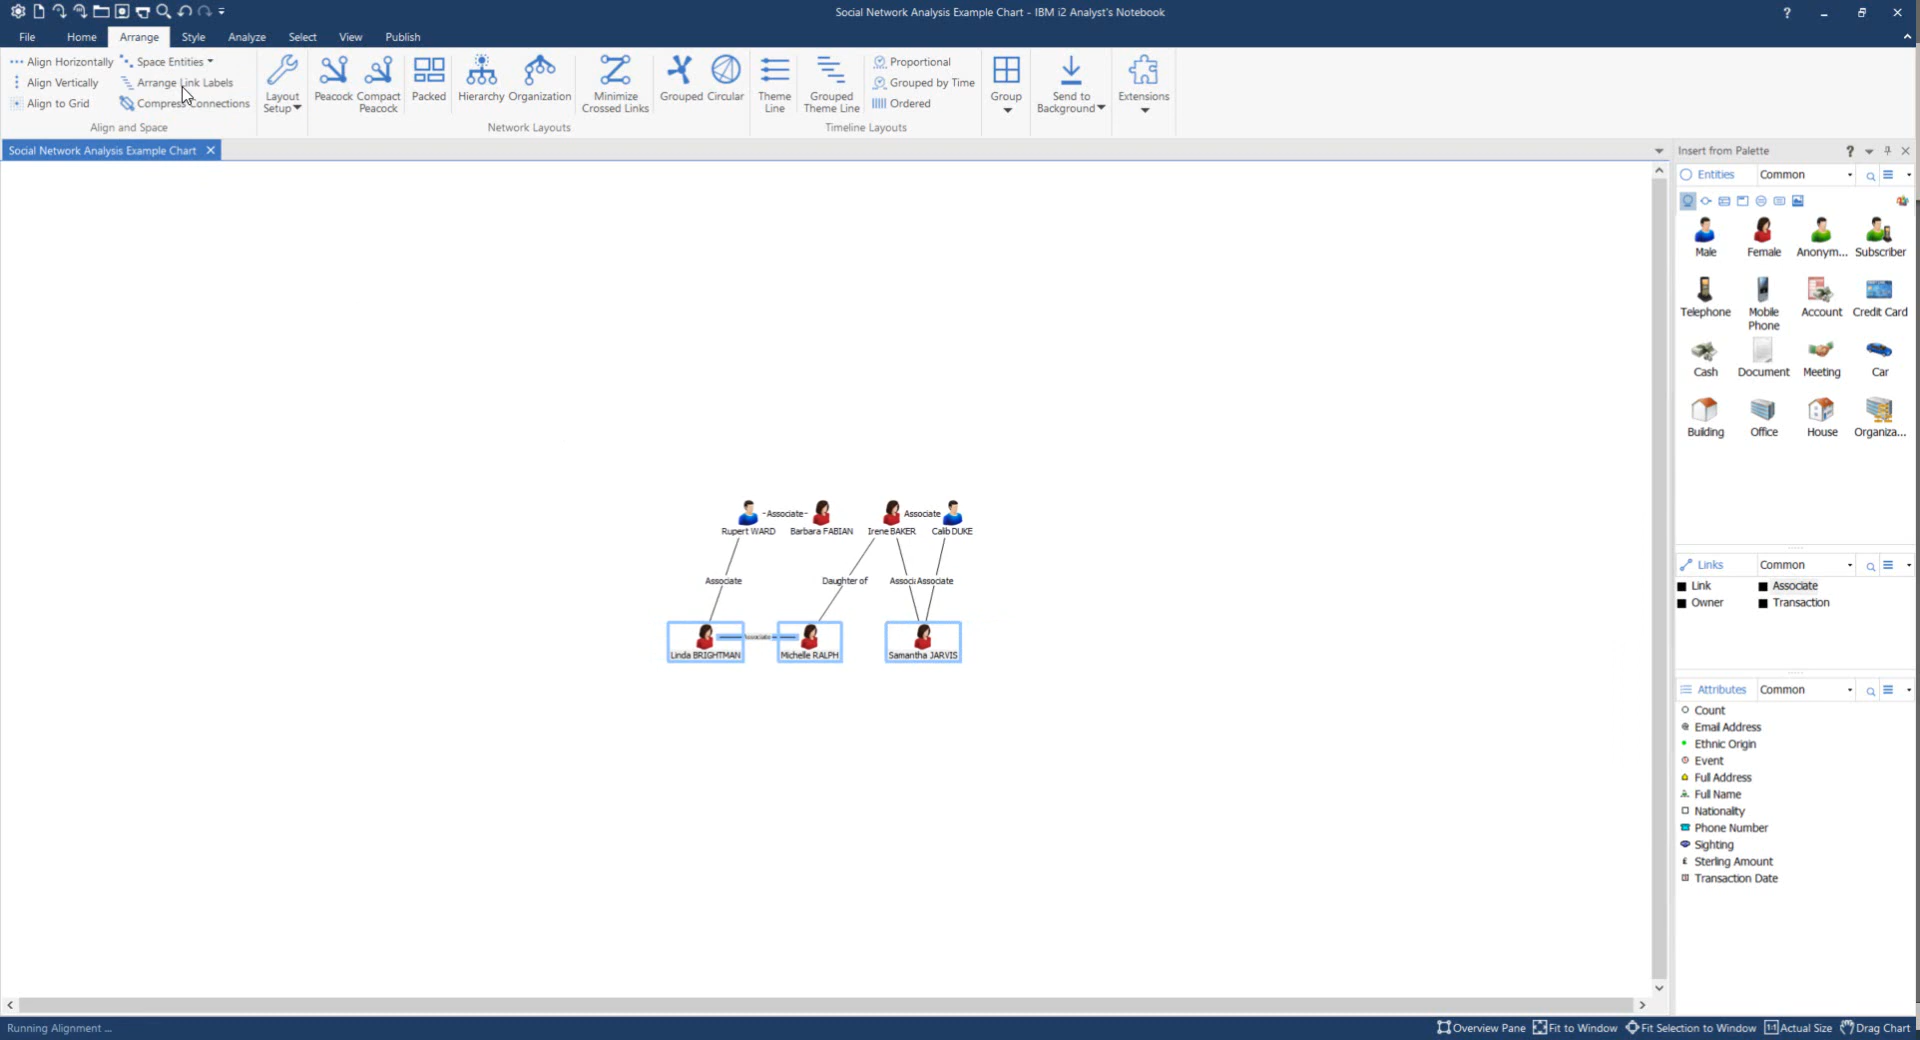 Social Network Analysis Example Chart - IBM i2 Analyst's Notebook
File Home Arrange Style Analyze Select View Publish
Align Horizontally
Align Vertically
Align to Grid
Space Entities
Arrange Link Labels
Compress Connections
Align and Space
Layout
Setup
Peacock
Compact
Peacock
Packed
Hierarchy
Organization
Minimize
Crossed Links
Grouped
Circular
Network Layouts
Theme
Line
Grouped
Theme Line
Proportional
Grouped by Time
Ordered
Timeline Layouts
Group
Send to
Background
Extensions
Social Network Analysis Example Chart
Rupert WARD
-Associate-
Barbara FABIAN
Irene BAKER
Associate
Calib DUKE
Associate
Daughter of
Associ
Associate
Linda BRIGHTMAN
Associate
Michelle RALPH
Samantha JARVIS
Insert from Palette
Entities Common
Male
Female
Anonym...
Subscriber
Telephone
Mobile
Phone
Account
Credit Card
Cash
Document
Meeting
Car
Building
Office
House
Organiza...
Links Common
Link
Associate
Owner
Transaction
Attributes Common
Count
Email Address
Ethnic Origin
Event
Full Address
Full Name
Nationality
Phone Number
Sighting
£ Sterling Amount
Transaction Date
Running Alignment ...
Overview Pane
Fit to Window
Fit Selection to Window
1:1 Actual Size
Drag Chart